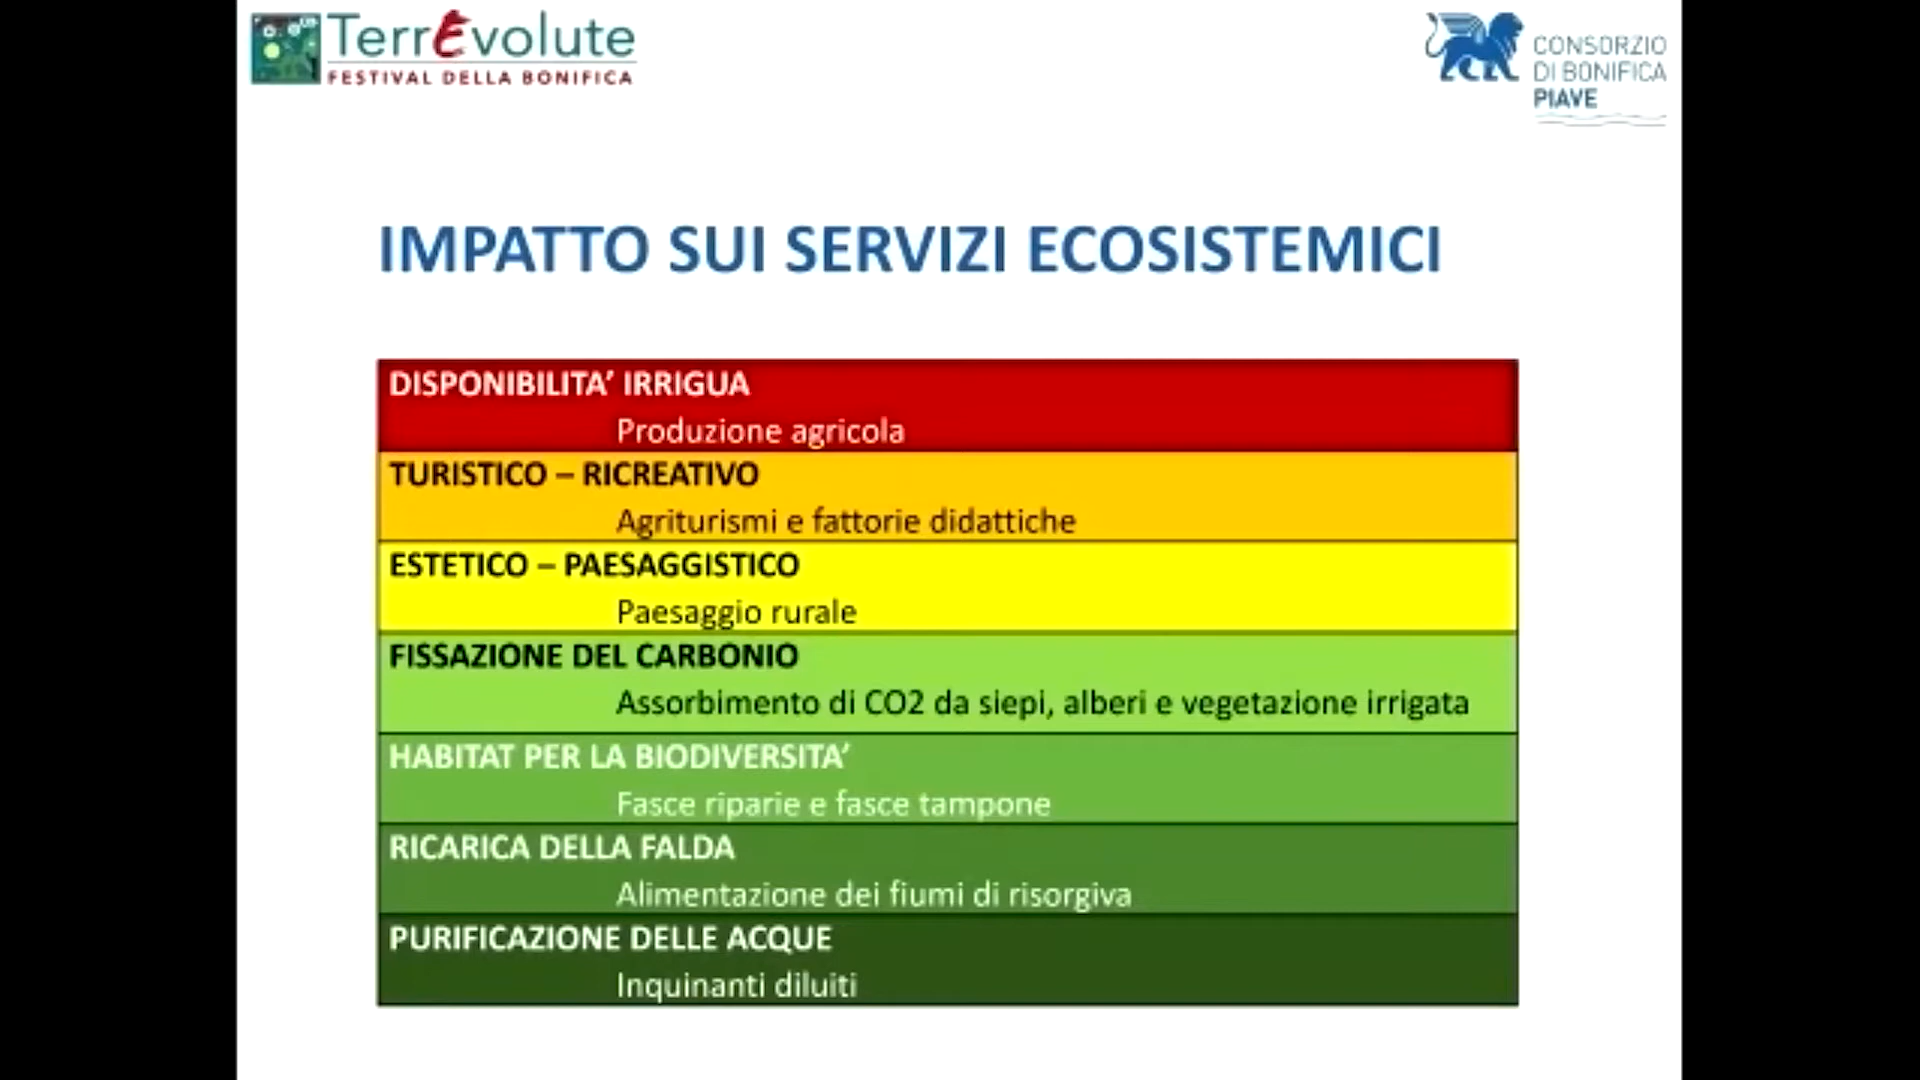 TerrEvolute
FESTIVAL DELLA BONIFICA
CONSORZIO
DI BONIFICA
PIAVE
IMPATTO SUI SERVIZI ECOSISTEMICI
DISPONIBILITA’ IRRIGUA
Produzione agricola
TURISTICO – RICREATIVO
Agriturismi e fattorie didattiche
ESTETICO – PAESAGGISTICO
Paesaggio rurale
FISSAZIONE DEL CARBONIO
Assorbimento di CO2 da siepi, alberi e vegetazione irrigata
HABITAT PER LA BIODIVERSITA’
Fasce riparie e fasce tampone
RICARICA DELLA FALDA
Alimentazione dei fiumi di risorgiva
PURIFICAZIONE DELLE ACQUE
Inquinanti diluiti